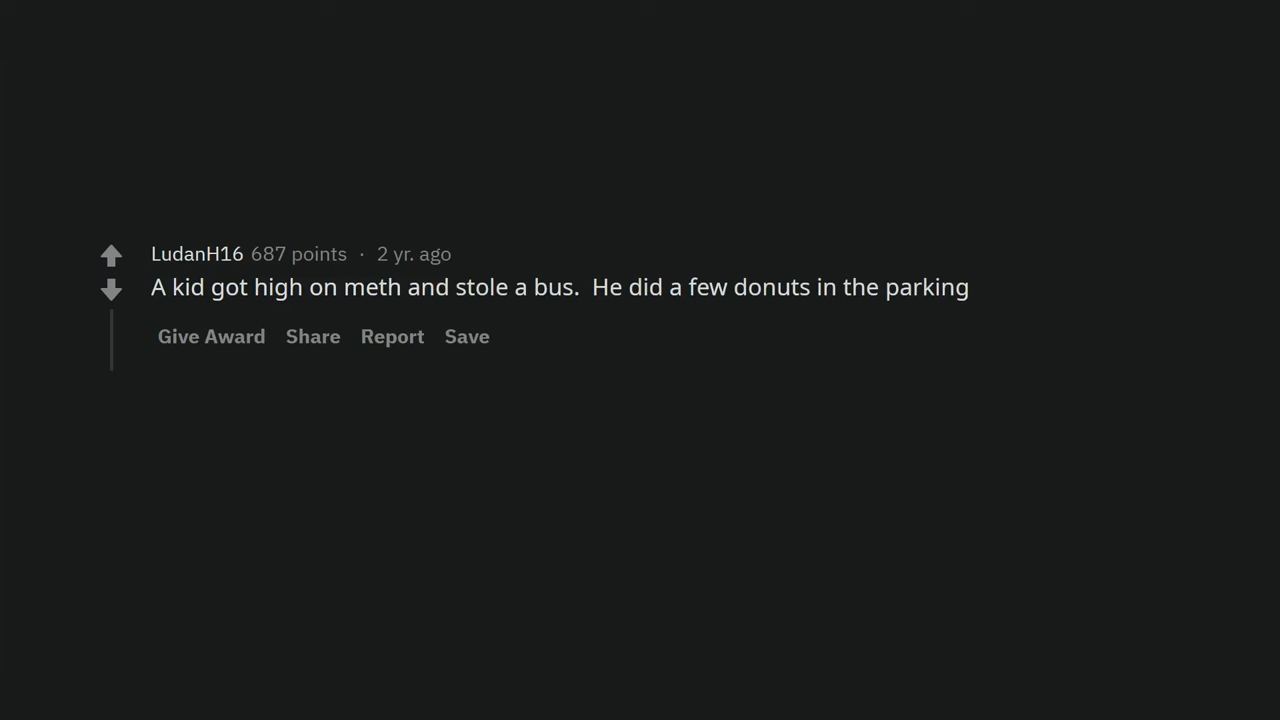 LudanH16 687 points · 2 yr. ago
A kid got high on meth and stole a bus.  He did a few donuts in the parking
Give Award Share Report Save